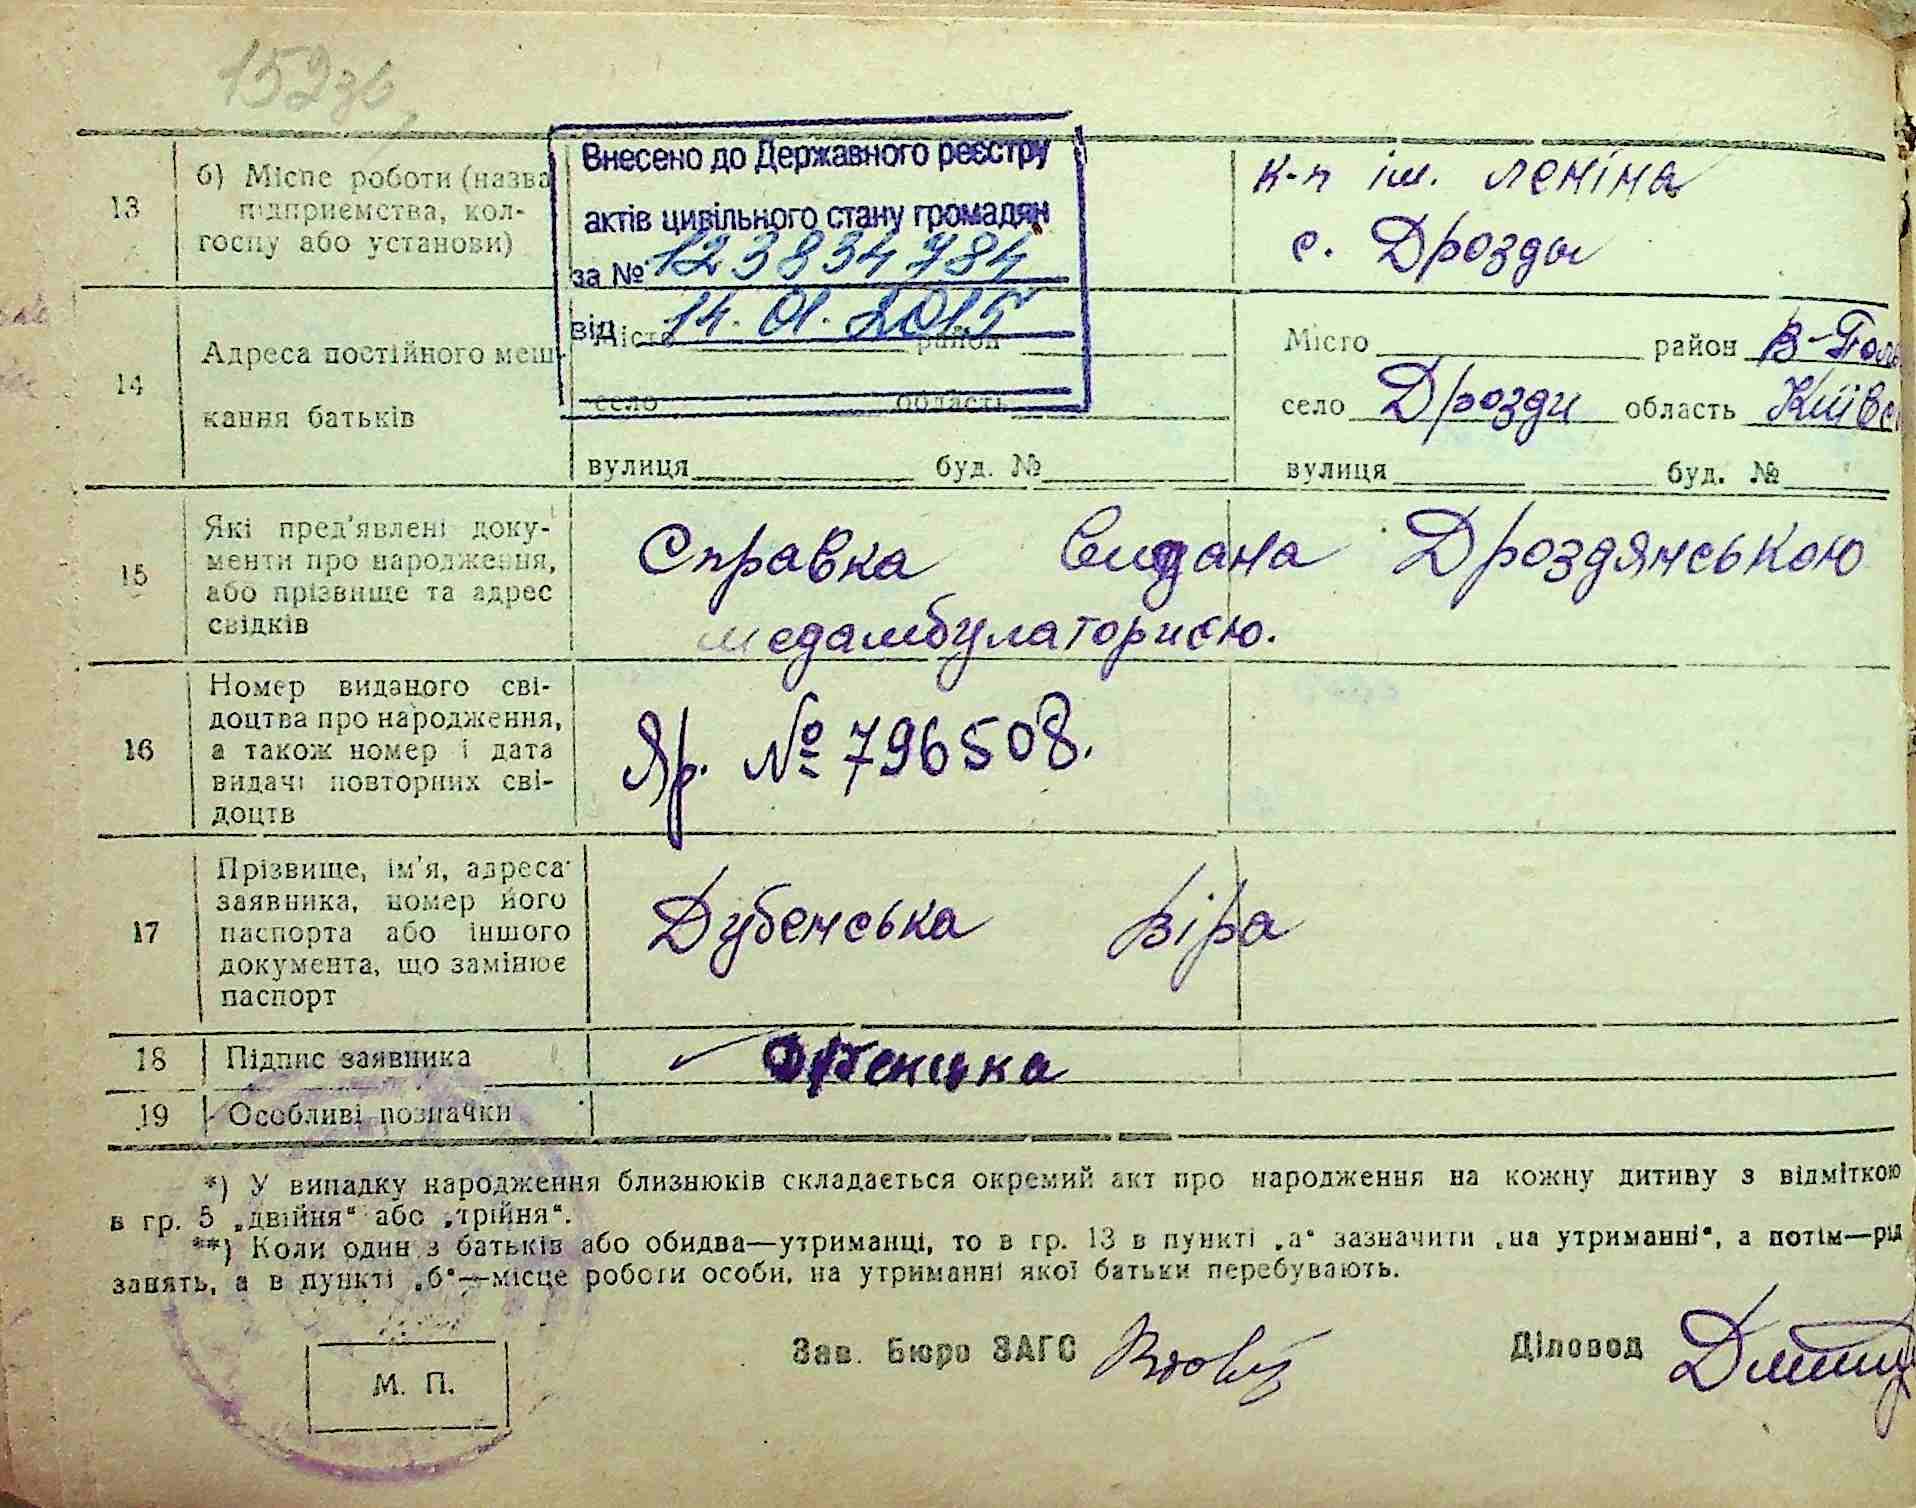 152зв
13
б) Місце роботи (назва
підприємства, кол-
госпу або установи)
Внесено до Державного реєстру
актів цивільного стану громадян
за № 123834784
від 14.01.2015
к-п ім. Леніна
с. Дрозди
14
Адреса постійного меш-
кання батьків
Місто район
село область
вулиця буд. №
Місто район В-Поло
село Дрозди область Київс
вулиця буд. №
15
Які пред'явлені доку-
менти про народження,
або прізвище та адрес
свідків
Справка видана Дроздянською
медамбулаторією.
16
Номер виданого сві-
доцтва про народження,
а також номер і дата
видачі повторних сві-
доцтв
Яр. № 796508.
17
Прізвище, ім'я, адреса
заявника, номер його
паспорта або іншого
документа, що замінює
паспорт
Дубенська Віра
18
Підпис заявника
Дубенська
19
Особливі позначки
*) У випадку народження близнюків складається окремий акт про народження на кожну дитину з відміткою
в гр. 5 „двійня“ або „трійня“.
**) Коли один з батьків або обидва—утриманці, то в гр. 13 в пункті „а“ зазначити „на утриманні“, а потім—рід
занять, а в пункті „б“—місце роботи особи, на утриманні якої батьки перебувають.
Зав. Бюро ЗАГС
Діловод
М. П.